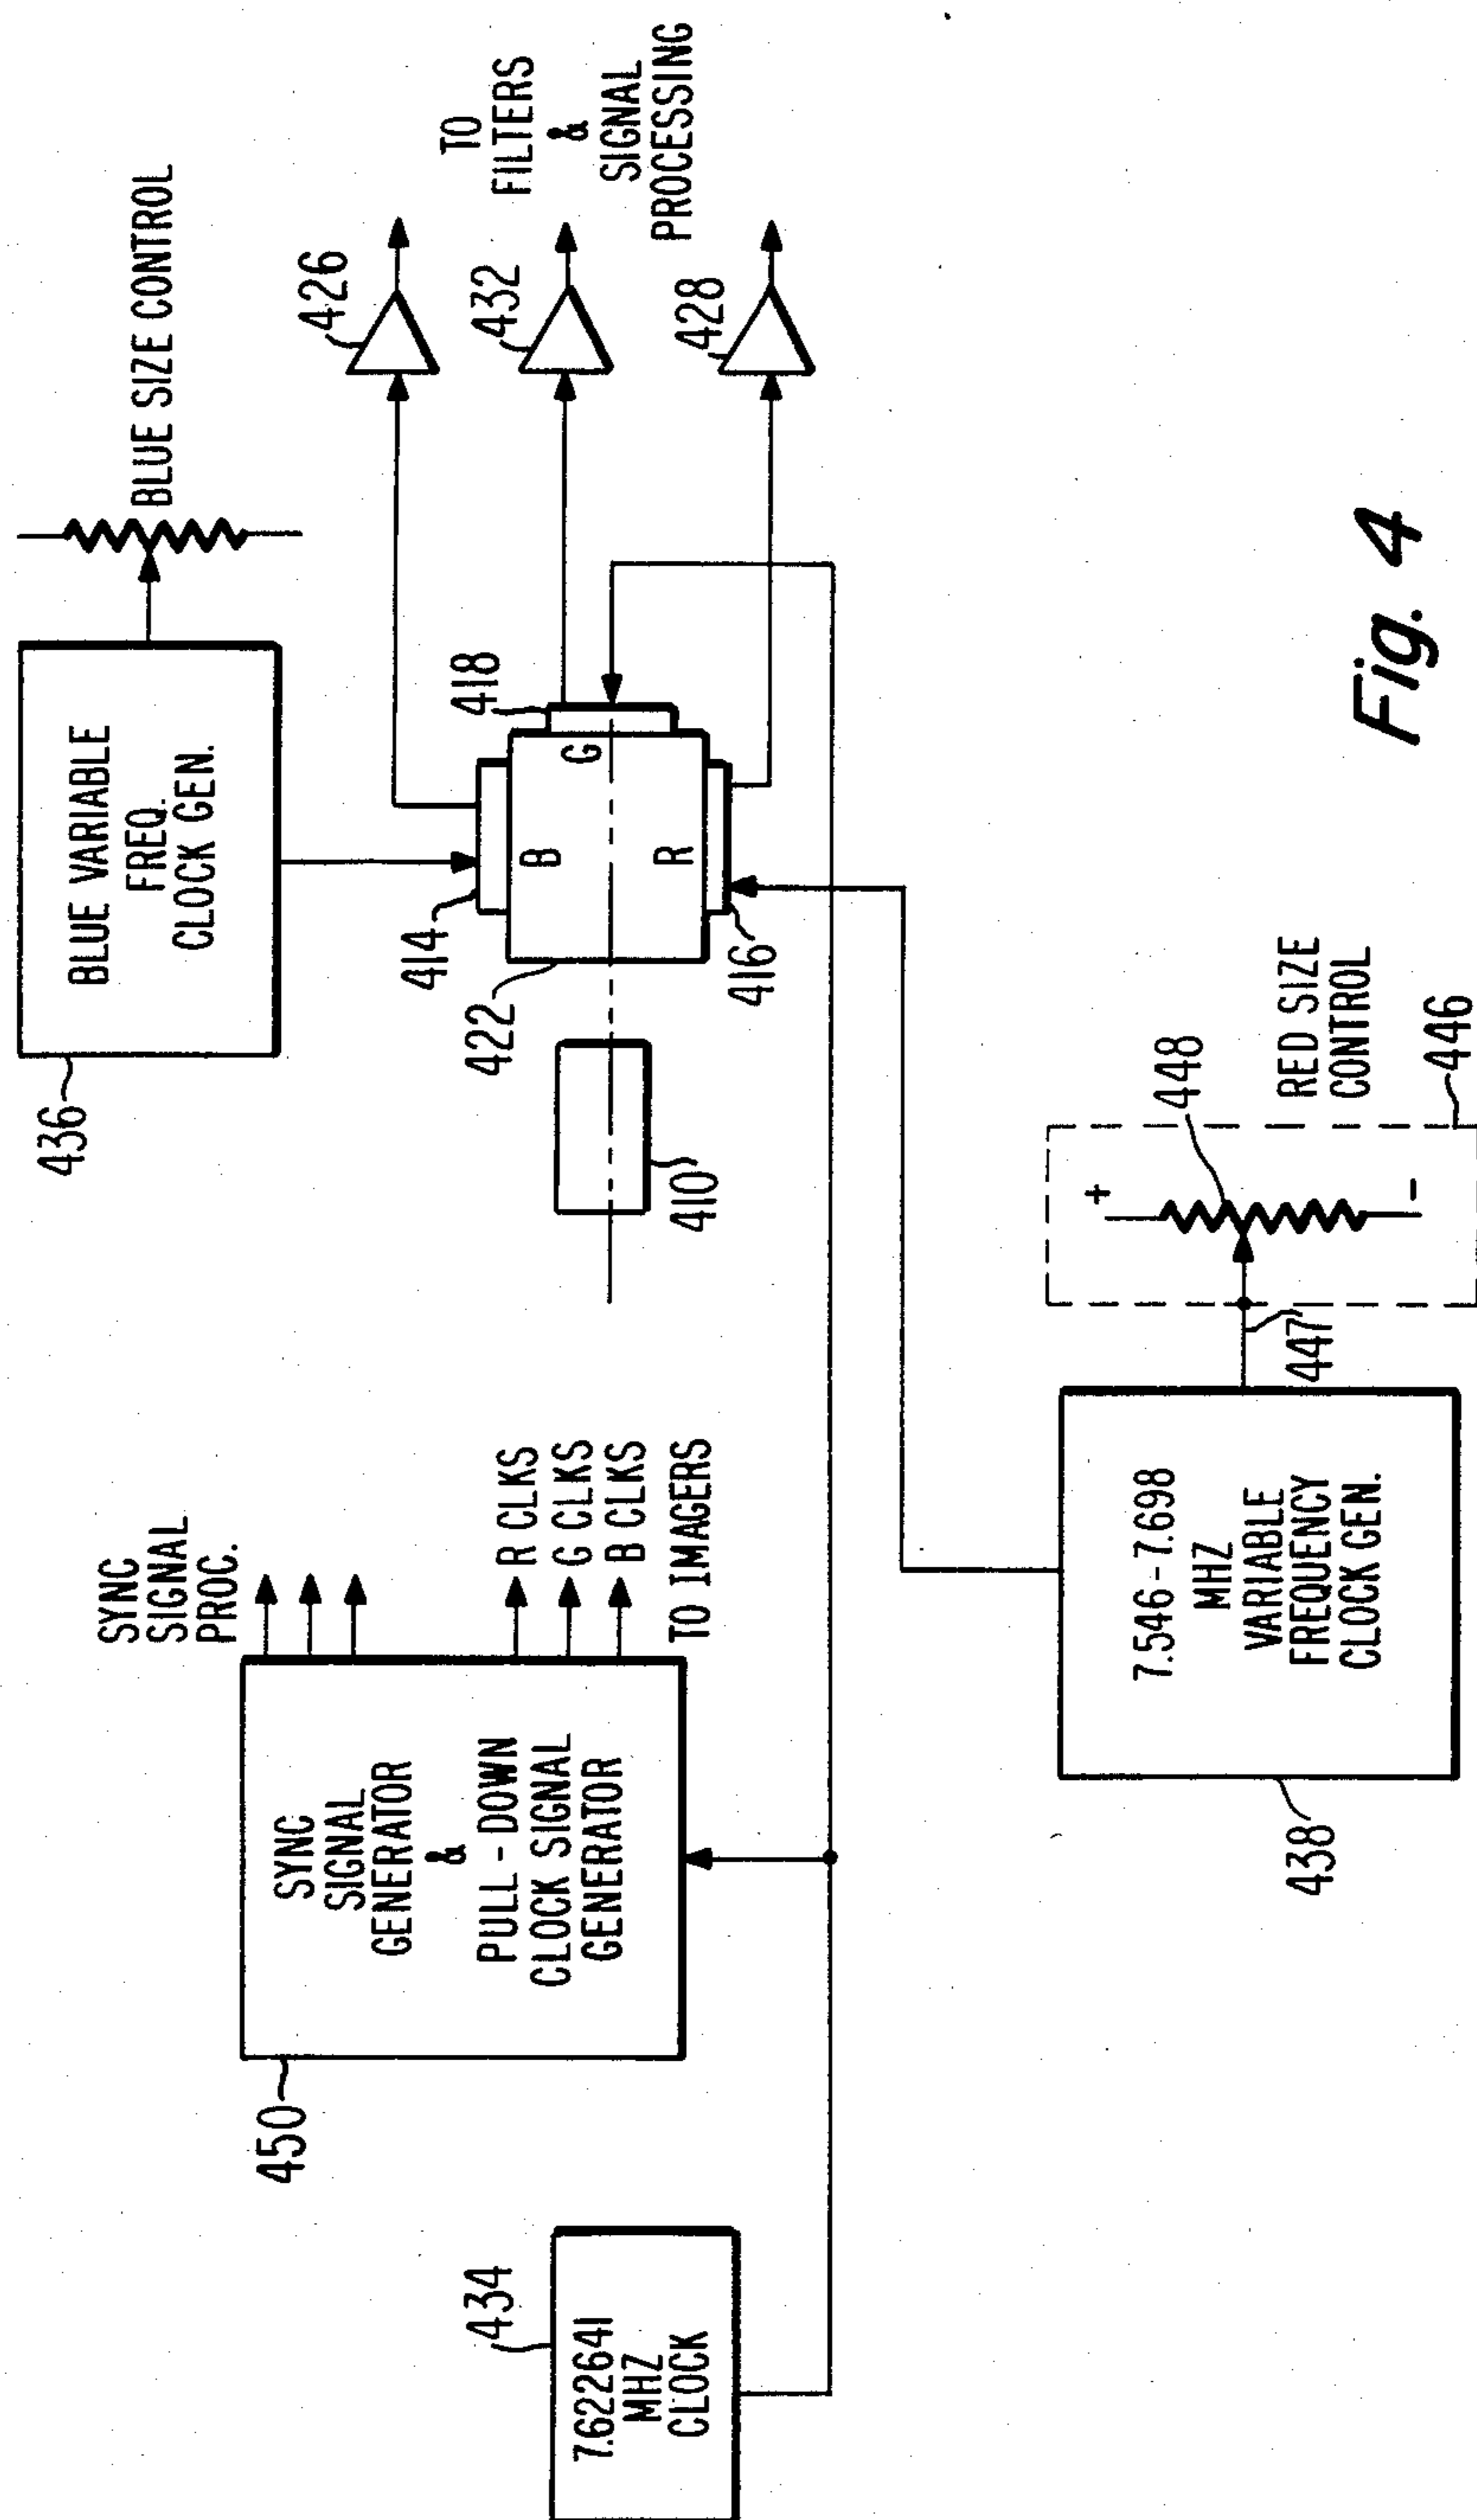 436
BLUE VARIABLE
FREQ.
CLOCK GEN.
BLUE SIZE CONTROL
426
432
428
TO
FILTERS
&
SIGNAL
PROCESSING
414
422
B
G
R
418
416
410
450
SYNC
SIGNAL
GENERATOR
&
PULL-DOWN
CLOCK SIGNAL
GENERATOR
SYNC
SIGNAL
PROC.
R CLKS
G CLKS
B CLKS
TO IMAGERS
434
7.622641
MHZ
CLOCK
438
7.546-7.698
MHZ
VARIABLE
FREQUENCY
CLOCK GEN.
447
448
+
-
RED SIZE
CONTROL
446
Fig. 4